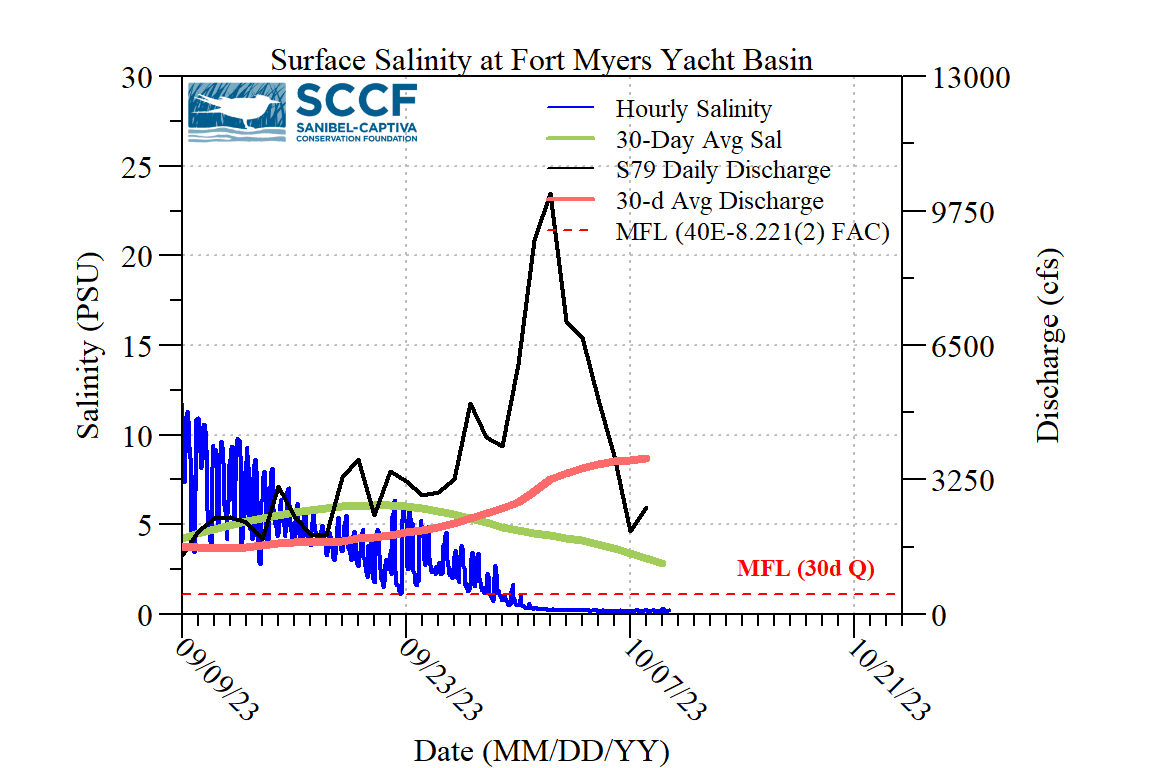 Surface Salinity at Fort Myers Yacht Basin
SCCF
SANIBEL-CAPTIVA
CONSERVATION FOUNDATION
Hourly Salinity
30-Day Avg Sal
S79 Daily Discharge
30-d Avg Discharge
MFL (40E-8.221(2) FAC)
30
25
20
15
10
5
0
Salinity (PSU)
13000
9750
6500
3250
0
Discharge (cfs)
MFL (30d Q)
09/09/23
09/23/23
10/07/23
10/21/23
Date (MM/DD/YY)